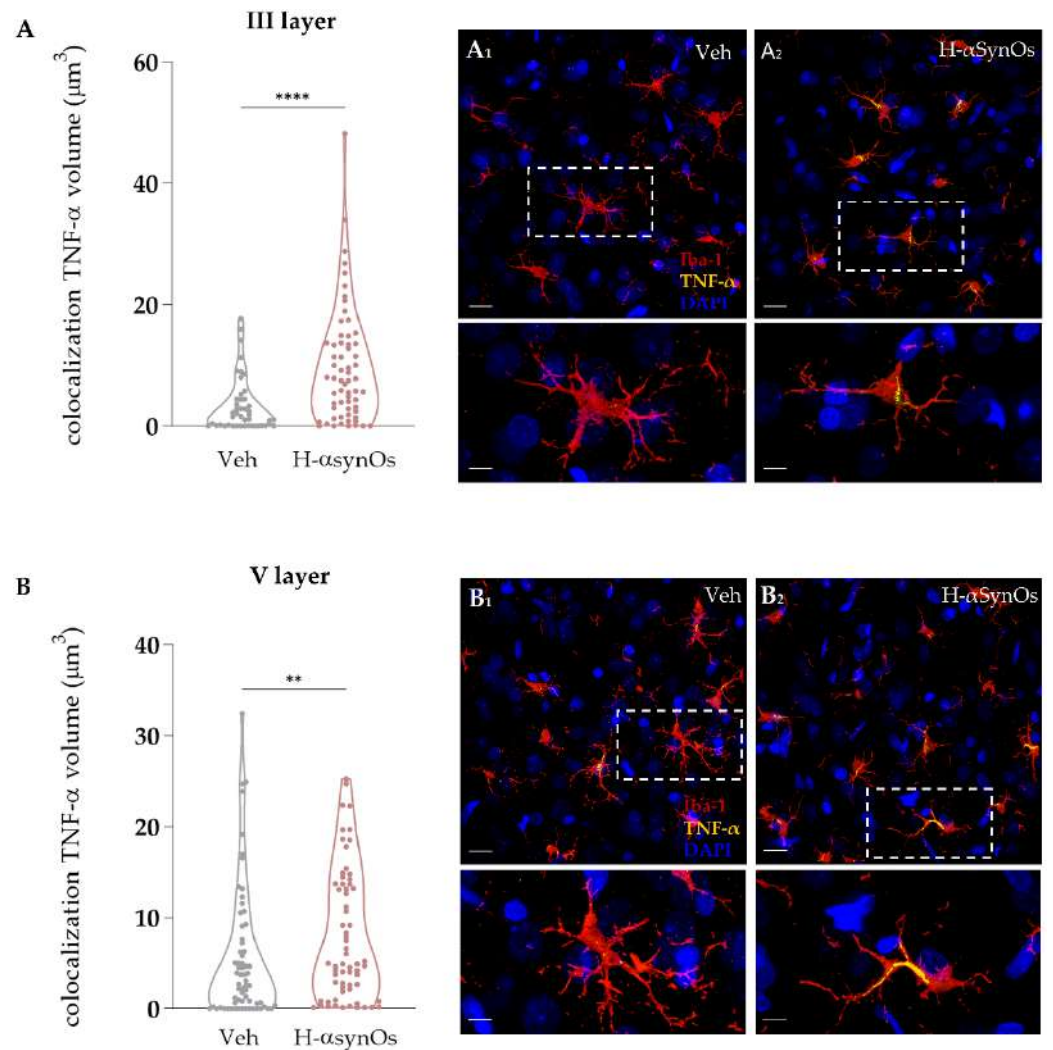 A
III layer
colocalization TNF-α volume (μm³)
60
40
20
0
****
Veh
H-αsynOs
A₁
Veh
Iba-1
TNF-α
DAPI
A₂
H-αSynOs
B
V layer
colocalization TNF-α volume (μm³)
40
30
20
10
0
**
Veh
H-αsynOs
B₁
Veh
Iba-1
TNF-α
DAPI
B₂
H-αSynOs